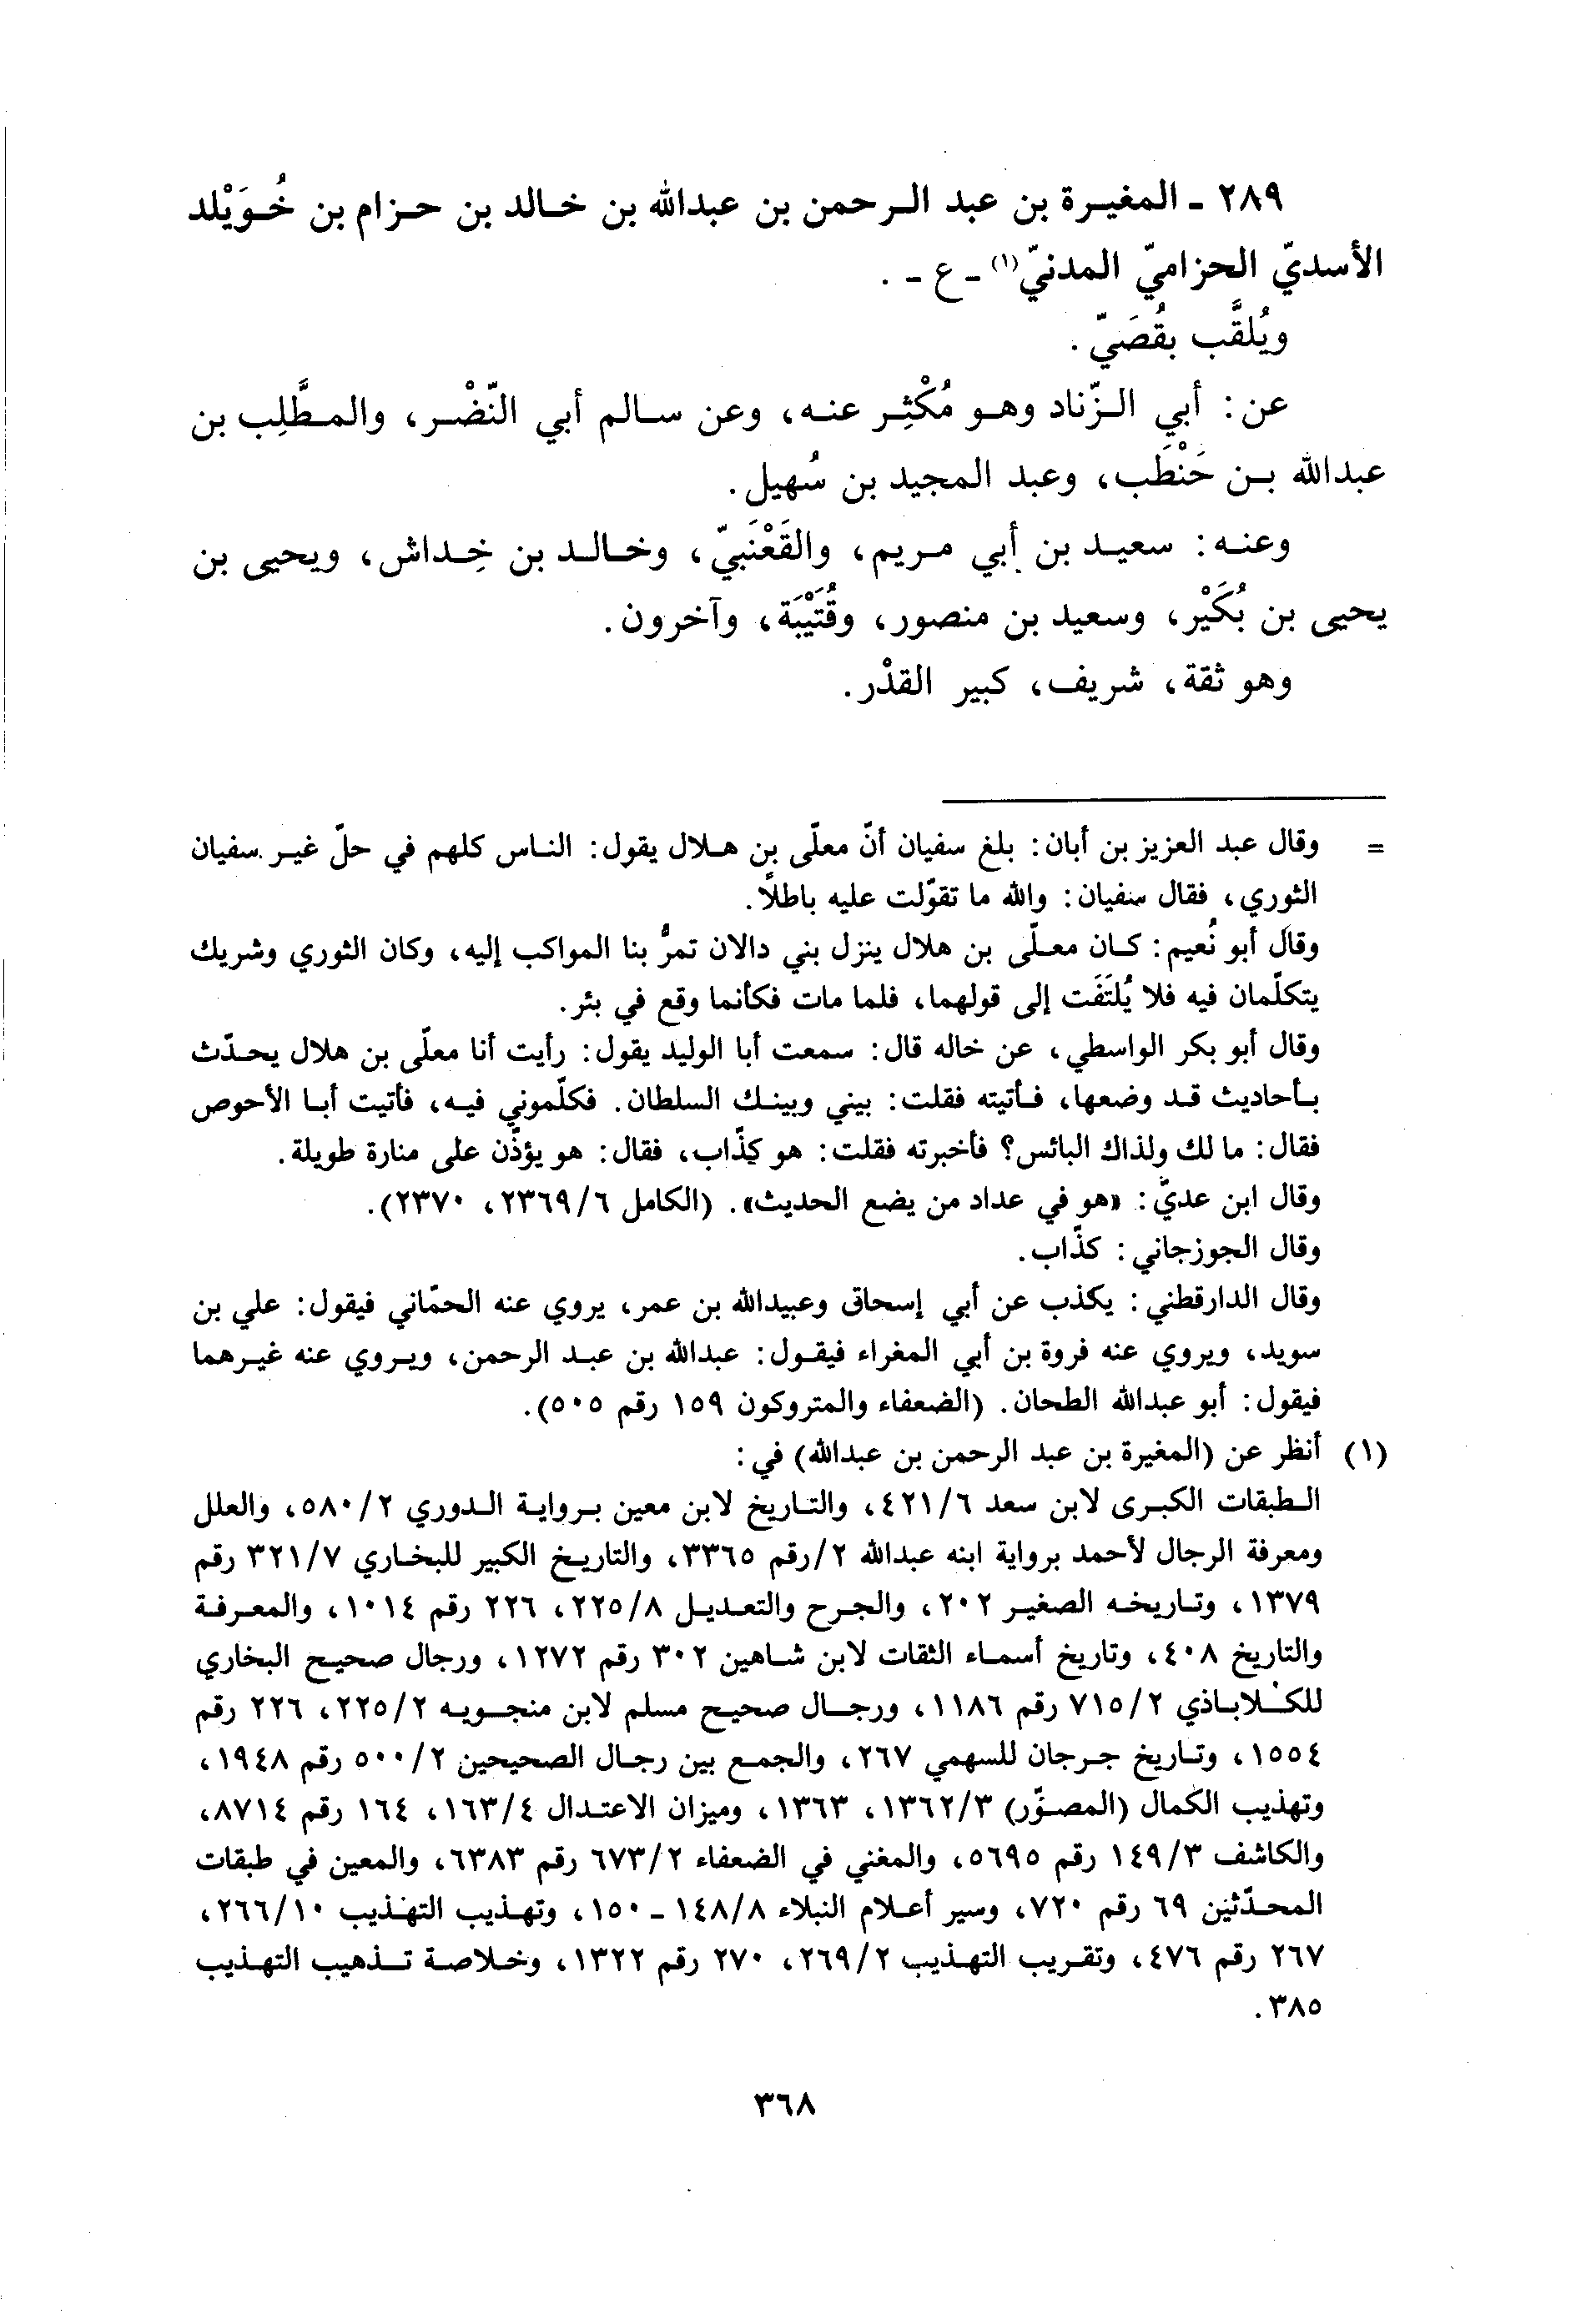 ٢٨٩ - المغيرة بن عبد الرحمن بن عبدالله بن خالد بن حزام بن خُوَيْلد
الأسديّ الحزاميّ المدنيّ(١) - ع - .
ويُلقَّب بقُصَيّ .
عن : أبي الزّناد وهو مُكْثِر عنه، وعن سالم أبي النّضْر، والمطَّلِب بن
عبدالله بن حَنْطَب، وعبد المجيد بن سُهيل.
وعنه : سعيد بن أبي مريم، والقَعْنَبيّ، وخالد بن خِداش، ويحيى بن
يحيى بن بُكَيْر، وسعيد بن منصور، وقُتَيْبَة، وآخرون.
وهو ثقة، شريف، كبير القدْر.
= وقال عبد العزيز بن أبان: بلغ سفيان أنّ معلّى بن هلال يقول: الناس كلهم في حلّ غير سفيان
الثوري، فقال سفيان: والله ما تقوّلت عليه باطلًا.
وقال أبو نُعيم: كان معلّى بن هلال ينزل بني دالان تمرُّ بنا المواكب إليه، وكان الثوري وشريك
يتكلّمان فيه فلا يُلتَفَت إلى قولهما، فلما مات فكأنما وقع في بئر.
وقال أبو بكر الواسطي، عن خاله قال: سمعت أبا الوليد يقول: رأيت أنا معلّى بن هلال يحدّث
بأحاديث قد وضعها، فأتيته فقلت: بيني وبينك السلطان. فكلّموني فيه، فأتيت أبا الأحوص
فقال: ما لك ولذاك البائس؟ فأخبرته فقلت: هو كذّاب، فقال: هو يؤذّن على منارة طويلة.
وقال ابن عديّ: «هو في عداد من يضع الحديث». (الكامل ٢٣٦٩/٦، ٢٣٧٠).
وقال الجوزجاني: كذّاب.
وقال الدارقطني: يكذب عن أبي إسحاق وعبيدالله بن عمر، يروي عنه الحمّاني فيقول: علي بن
سويد، ويروي عنه فروة بن أبي المغراء فيقول: عبدالله بن عبد الرحمن، ويروي عنه غيرهما
فيقول: أبو عبدالله الطحان. (الضعفاء والمتروكون ١٥٩ رقم ٥٠٥).
(١) أنظر عن (المغيرة بن عبد الرحمن بن عبدالله) في:
الطبقات الكبرى لابن سعد ٤٢١/٦، والتاريخ لابن معين برواية الدوري ٥٨٠/٢، والعلل
ومعرفة الرجال لأحمد برواية ابنه عبدالله ٢/رقم ٣٣٦٥، والتاريخ الكبير للبخاري ٣٢١/٧ رقم
١٣٧٩، وتاريخه الصغير ٢٠٢، والجرح والتعديل ٢٢٥/٨، ٢٢٦ رقم ١٠١٤، والمعرفة
والتاريخ ٤٠٨، وتاريخ أسماء الثقات لابن شاهين ٣٠٢ رقم ١٢٧٢، ورجال صحيح البخاري
للكلاباذي ٧١٥/٢ رقم ١١٨٦، ورجال صحيح مسلم لابن منجويه ٢٢٥/٢، ٢٢٦ رقم
١٥٥٤، وتاريخ جرجان للسهمي ٢٦٧، والجمع بين رجال الصحيحين ٥٠٠/٢ رقم ١٩٤٨،
وتهذيب الكمال (المصوَّر) ١٣٦٢/٣، ١٣٦٣، وميزان الاعتدال ١٦٣/٤، ١٦٤ رقم ٨٧١٤،
والكاشف ١٤٩/٣ رقم ٥٦٩٥، والمغني في الضعفاء ٦٧٣/٢ رقم ٦٣٨٣، والمعين في طبقات
المحدّثين ٦٩ رقم ٧٢٠، وسير أعلام النبلاء ١٤٨/٨ - ١٥٠، وتهذيب التهذيب ٢٦٦/١٠،
٢٦٧ رقم ٤٧٦، وتقريب التهذيب ٢٦٩/٢، ٢٧٠ رقم ١٣٢٢، وخلاصة تذهيب التهذيب
٣٨٥.
٣٦٨